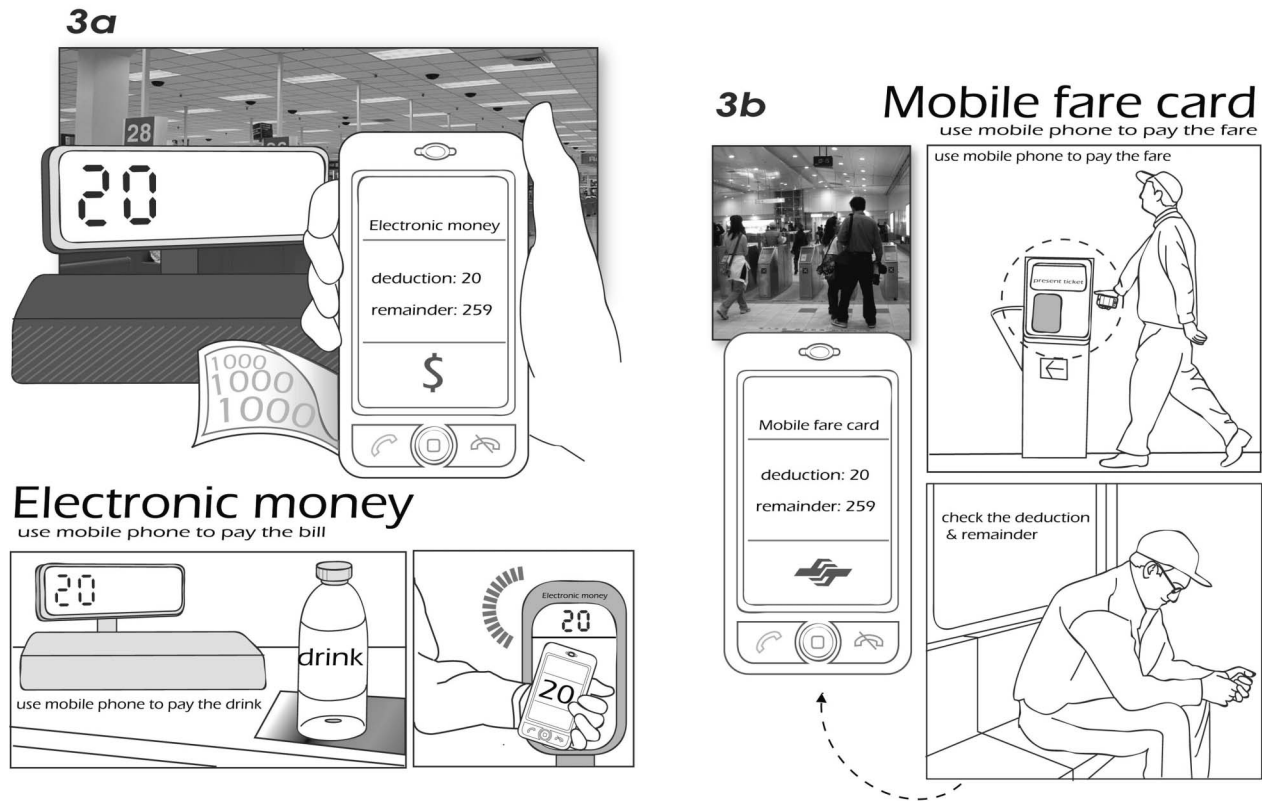 3a
28
20
Electronic money
deduction: 20
remainder: 259
$
1000
1000
1000
Electronic money
use mobile phone to pay the bill
20
drink
use mobile phone to pay the drink
Electronic money
20
20
3b
Mobile fare card
use mobile phone to pay the fare
use mobile phone to pay the fare
present ticket
Mobile fare card
deduction: 20
remainder: 259
check the deduction
& remainder